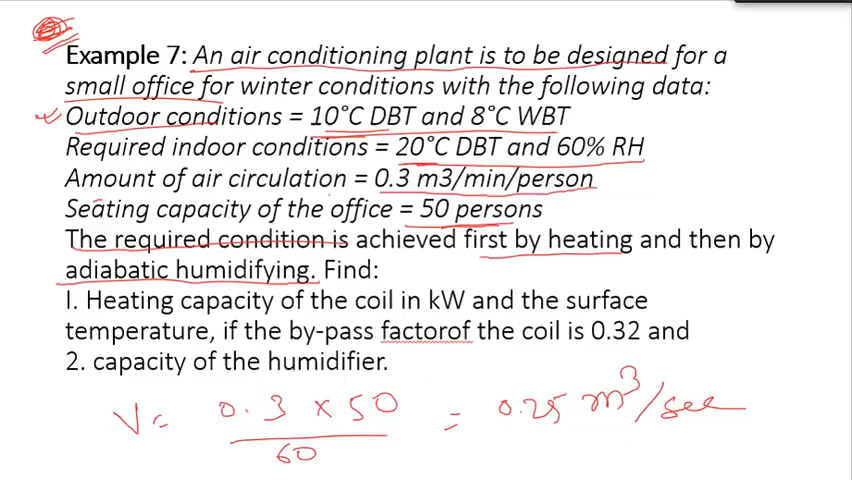 Example 7: An air conditioning plant is to be designed for a
small office for winter conditions with the following data:
Outdoor conditions = 10°C DBT and 8°C WBT
Required indoor conditions = 20°C DBT and 60% RH
Amount of air circulation = 0.3 m3/min/person
Seating capacity of the office = 50 persons
The required condition is achieved first by heating and then by
adiabatic humidifying. Find:
I. Heating capacity of the coil in kW and the surface
temperature, if the by-pass factorof the coil is 0.32 and
2. capacity of the humidifier.
V = 0.3 × 50 / 60 = 0.25 m³/sec